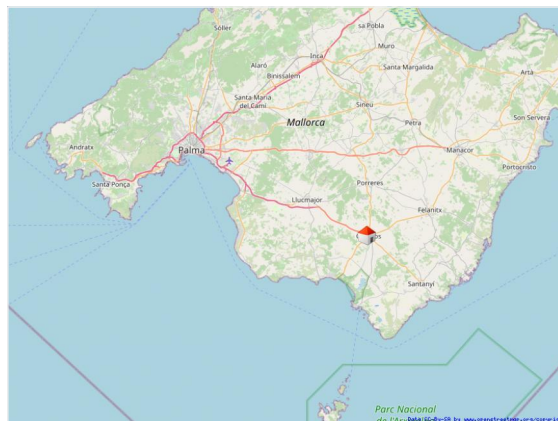 Sóller
sa Pobla
Muro
Alaró
Inca
Binissalem
Santa Margalida
Artà
Santa Maria
del Camí
Sineu
Mallorca
Petra
Son Servera
Andratx
Palma
Manacor
Portocristo
Santa Ponça
Porreres
Llucmajor
Felanitx
Santanyí
Parc Nacional